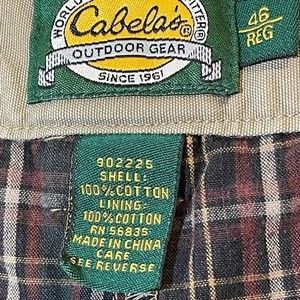 WORLD
ITTER®
Cabela's®
OUTDOOR GEAR
SINCE 1961
46
REG
902225
SHELL:
100% COTTON
LINING:
100% COTTON
RN 56835
MADE IN CHINA
CARE
SEE REVERSE